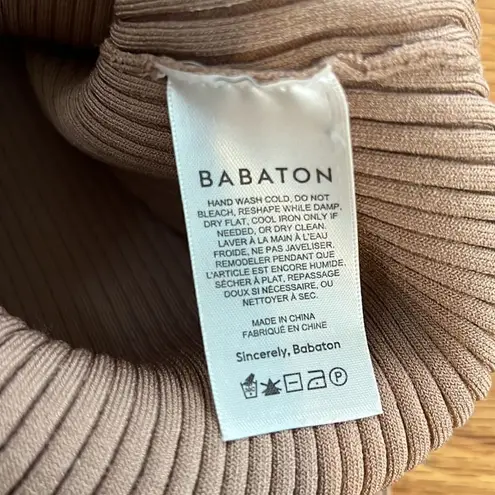 BABATON
HAND WASH COLD, DO NOT
BLEACH, RESHAPE WHILE DAMP,
DRY FLAT, COOL IRON ONLY IF
NEEDED, OR DRY CLEAN.
LAVER À LA MAIN À L'EAU
FROIDE, NE PAS JAVELISER,
REMODELER PENDANT QUE
L'ARTICLE EST ENCORE HUMIDE,
SÉCHER À PLAT, REPASSAGE
DOUX SI NÉCESSAIRE, OU
NETTOYER À SEC.
MADE IN CHINA
FABRIQUÉ EN CHINE
Sincerely, Babaton
P